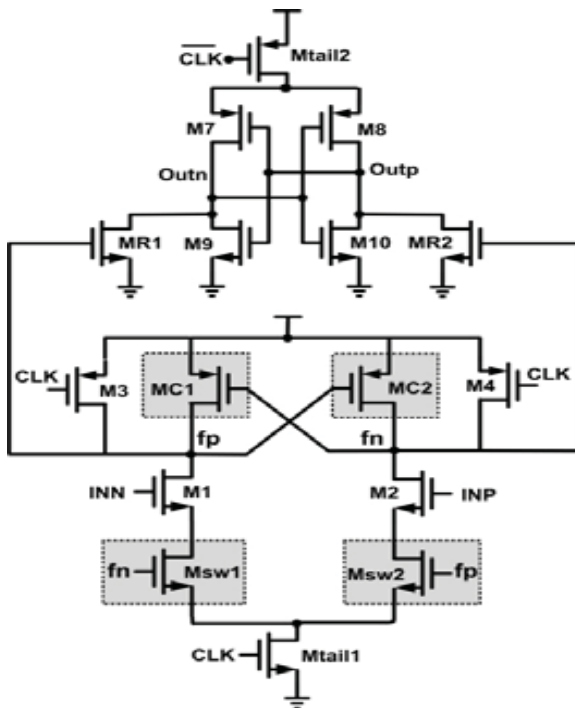 CLK
Mtail2
M7
M8
Outn
Outp
MR1
M9
M10
MR2
CLK
M3
MC1
MC2
M4
CLK
fp
fn
INN
M1
M2
INP
fn
Msw1
Msw2
fp
CLK
Mtail1